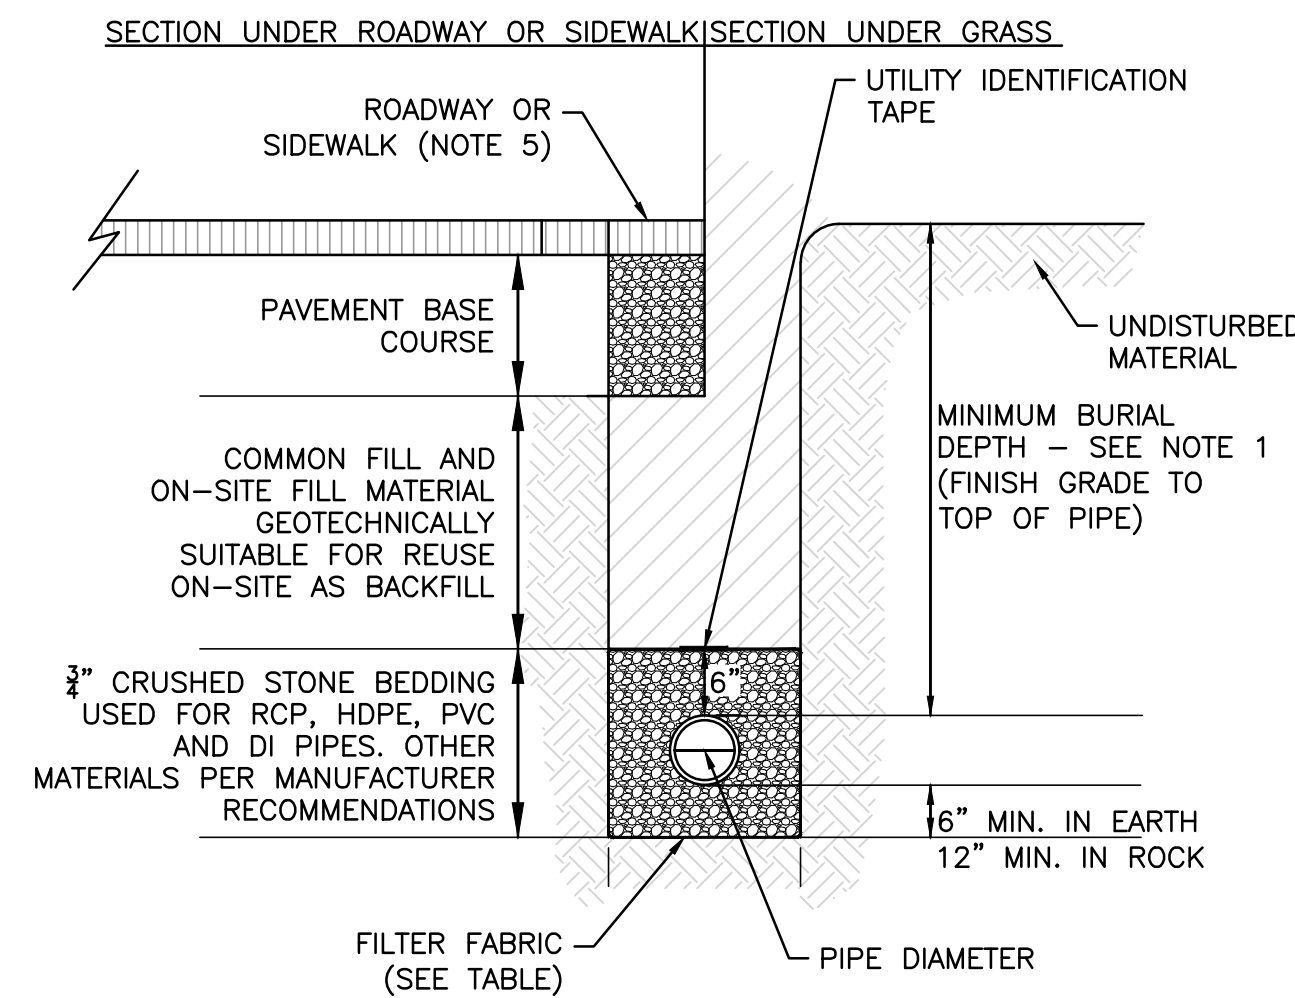 SECTION UNDER ROADWAY OR SIDEWALK
SECTION UNDER GRASS
UTILITY IDENTIFICATION
TAPE
ROADWAY OR
SIDEWALK (NOTE 5)
PAVEMENT BASE
COURSE
UNDISTURBED
MATERIAL
MINIMUM BURIAL
DEPTH – SEE NOTE 1
(FINISH GRADE TO
TOP OF PIPE)
COMMON FILL AND
ON–SITE FILL MATERIAL
GEOTECHNICALLY
SUITABLE FOR REUSE
ON–SITE AS BACKFILL
¾” CRUSHED STONE BEDDING
USED FOR RCP, HDPE, PVC
AND DI PIPES. OTHER
MATERIALS PER MANUFACTURER
RECOMMENDATIONS
6”
6” MIN. IN EARTH
12” MIN. IN ROCK
FILTER FABRIC
(SEE TABLE)
PIPE DIAMETER